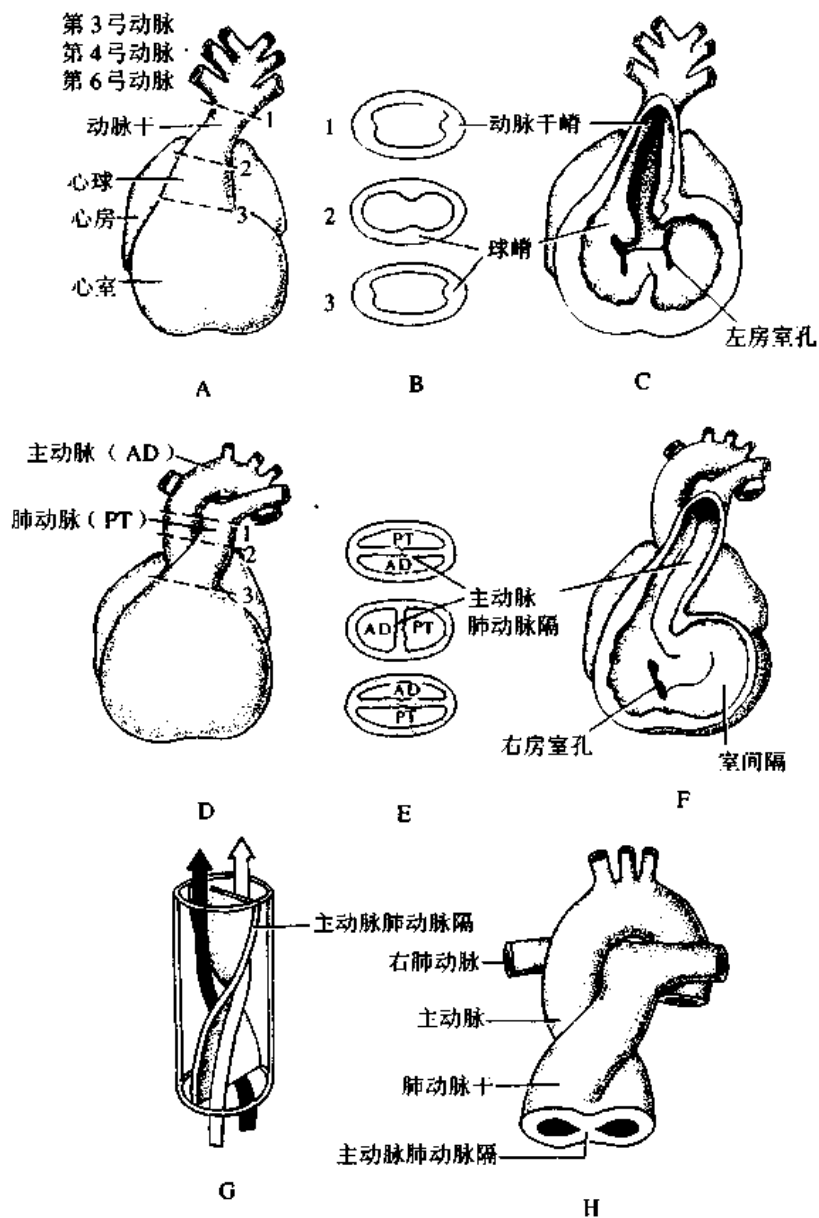 第3弓动脉
第4弓动脉
第6弓动脉
动脉干
心球
心房
心室
1
2
3
A
1
2
3
动脉干嵴
球嵴
B
左房室孔
C
主动脉（AD）
肺动脉（PT）
1
2
3
D
PT
AD
AD PT
AD
PT
主动脉
肺动脉隔
E
右房室孔
室间隔
F
主动脉肺动脉隔
G
右肺动脉
主动脉
肺动脉干
主动脉肺动脉隔
H